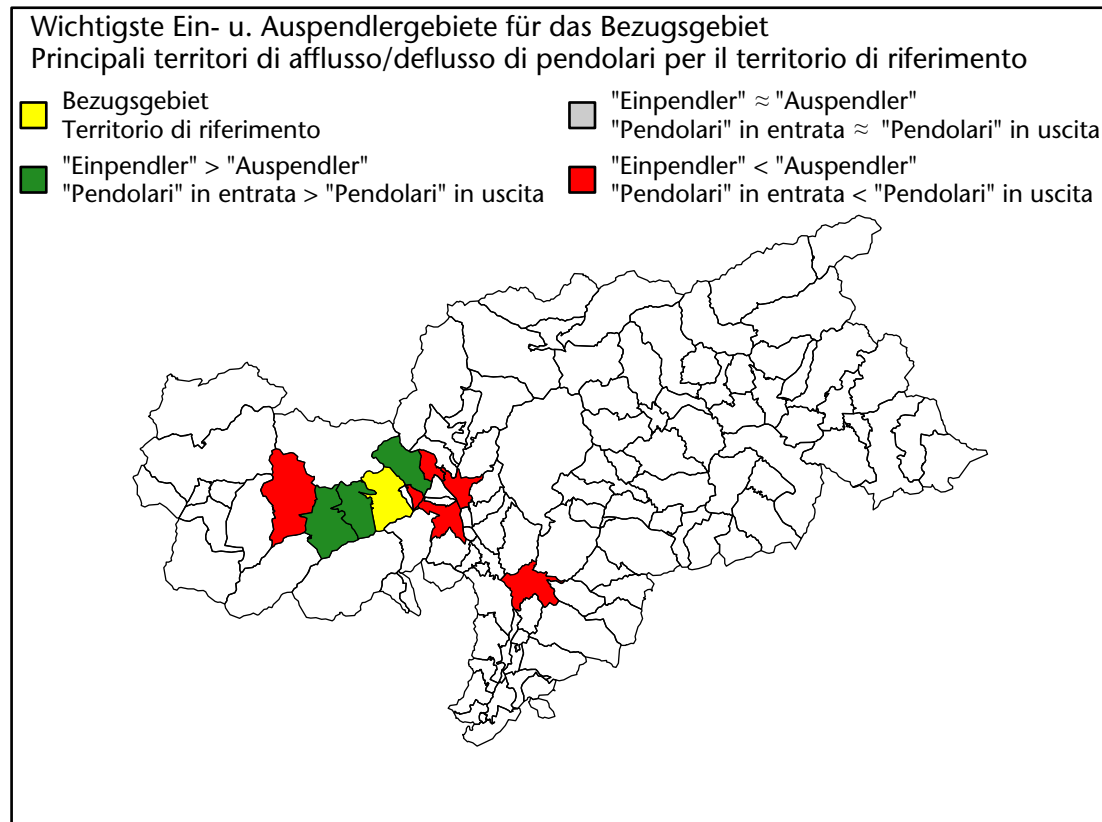 Wichtigste Ein- u. Auspendlergebiete für das Bezugsgebiet
Principali territori di afflusso/deflusso di pendolari per il territorio di riferimento
Bezugsgebiet
Territorio di riferimento
"Einpendler" > "Auspendler"
"Pendolari" in entrata > "Pendolari" in uscita
"Einpendler" ≈ "Auspendler"
"Pendolari" in entrata ≈ "Pendolari" in uscita
"Einpendler" < "Auspendler"
"Pendolari" in entrata < "Pendolari" in uscita